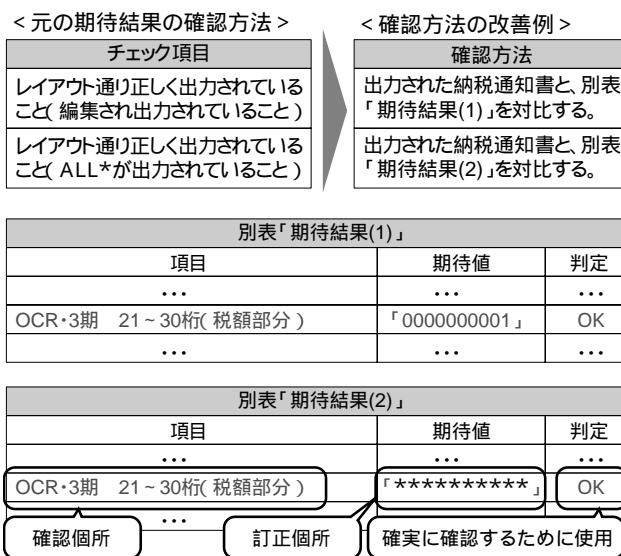 <元の期待結果の確認方法>
<確認方法の改善例>
チェック項目
レイアウト通り正しく出力されている
こと(編集され出力されていること)
レイアウト通り正しく出力されている
こと(ALL*が出力されていること)
確認方法
出力された納税通知書と、別表
「期待結果(1)」を対比する。
出力された納税通知書と、別表
「期待結果(2)」を対比する。
別表「期待結果(1)」
項目 期待値 判定
… … …
OCR・3期 21~30桁(税額部分) 「0000000001」 OK
… … …
別表「期待結果(2)」
項目 期待値 判定
… … …
OCR・3期 21~30桁(税額部分) 「**********」 OK
…
確認個所 訂正個所 確実に確認するために使用